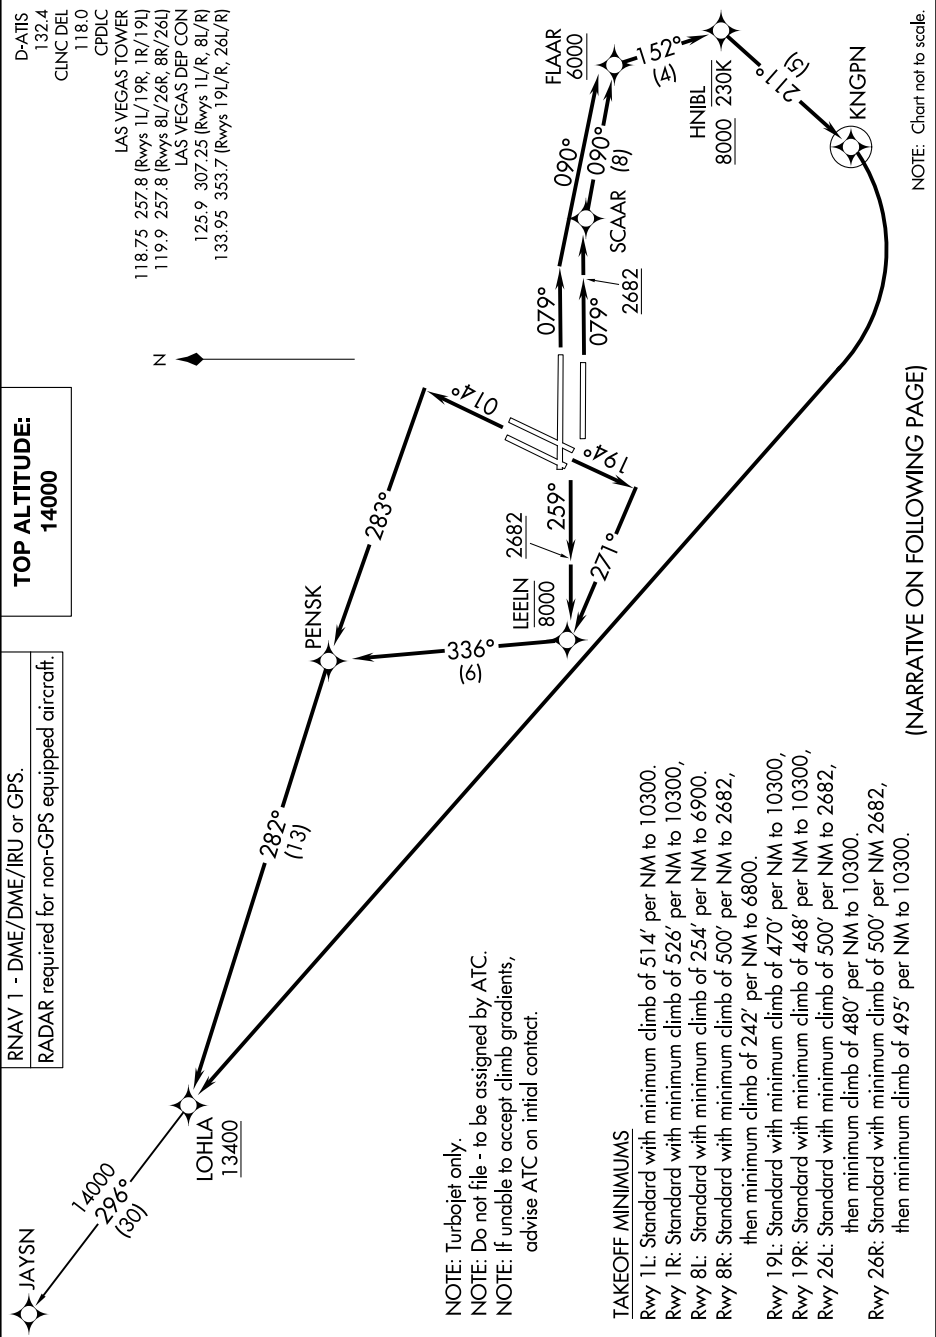 RNAV 1 - DME/DME/IRU or GPS.
RADAR required for non-GPS equipped aircraft.
TOP ALTITUDE:
14000
D-ATIS
132.4
CLNC DEL
118.0
CPDLC
LAS VEGAS TOWER
118.75 257.8 (Rwys 1L/19R, 1R/19L)
119.9 257.8 (Rwys 8L/26R, 8R/26L)
LAS VEGAS DEP CON
125.9 307.25 (Rwys 1L/R, 8L/R)
133.95 353.7 (Rwys 19L/R, 26L/R)
N
JAYSN
14000
296°
(30)
LOHLA
13400
282°
(13)
PENSK
283°
014°
336°
(6)
LEELN
8000
2682
259°
271°
194°
079°
079°
2682
SCAAR
090°
090°
(8)
FLAAR
6000
152°
(4)
HNIBL
8000 230K
211°
(5)
KNGPN
NOTE: Turbojet only.
NOTE: Do not file - to be assigned by ATC.
NOTE: If unable to accept climb gradients,
advise ATC on intial contact.
TAKEOFF MINIMUMS
Rwy 1L: Standard with minimum climb of 514' per NM to 10300.
Rwy 1R: Standard with minimum climb of 526' per NM to 10300,
Rwy 8L: Standard with minimum climb of 254' per NM to 6900.
Rwy 8R: Standard with minimum climb of 500' per NM to 2682,
then minimum climb of 242' per NM to 6800.
Rwy 19L: Standard with minimum climb of 470' per NM to 10300,
Rwy 19R: Standard with minimum climb of 468' per NM to 10300,
Rwy 26L: Standard with minimum climb of 500' per NM to 2682,
then minimum climb of 480' per NM to 10300.
Rwy 26R: Standard with minimum climb of 500' per NM 2682,
then minimum climb of 495' per NM to 10300.
(NARRATIVE ON FOLLOWING PAGE)
NOTE: Chart not to scale.